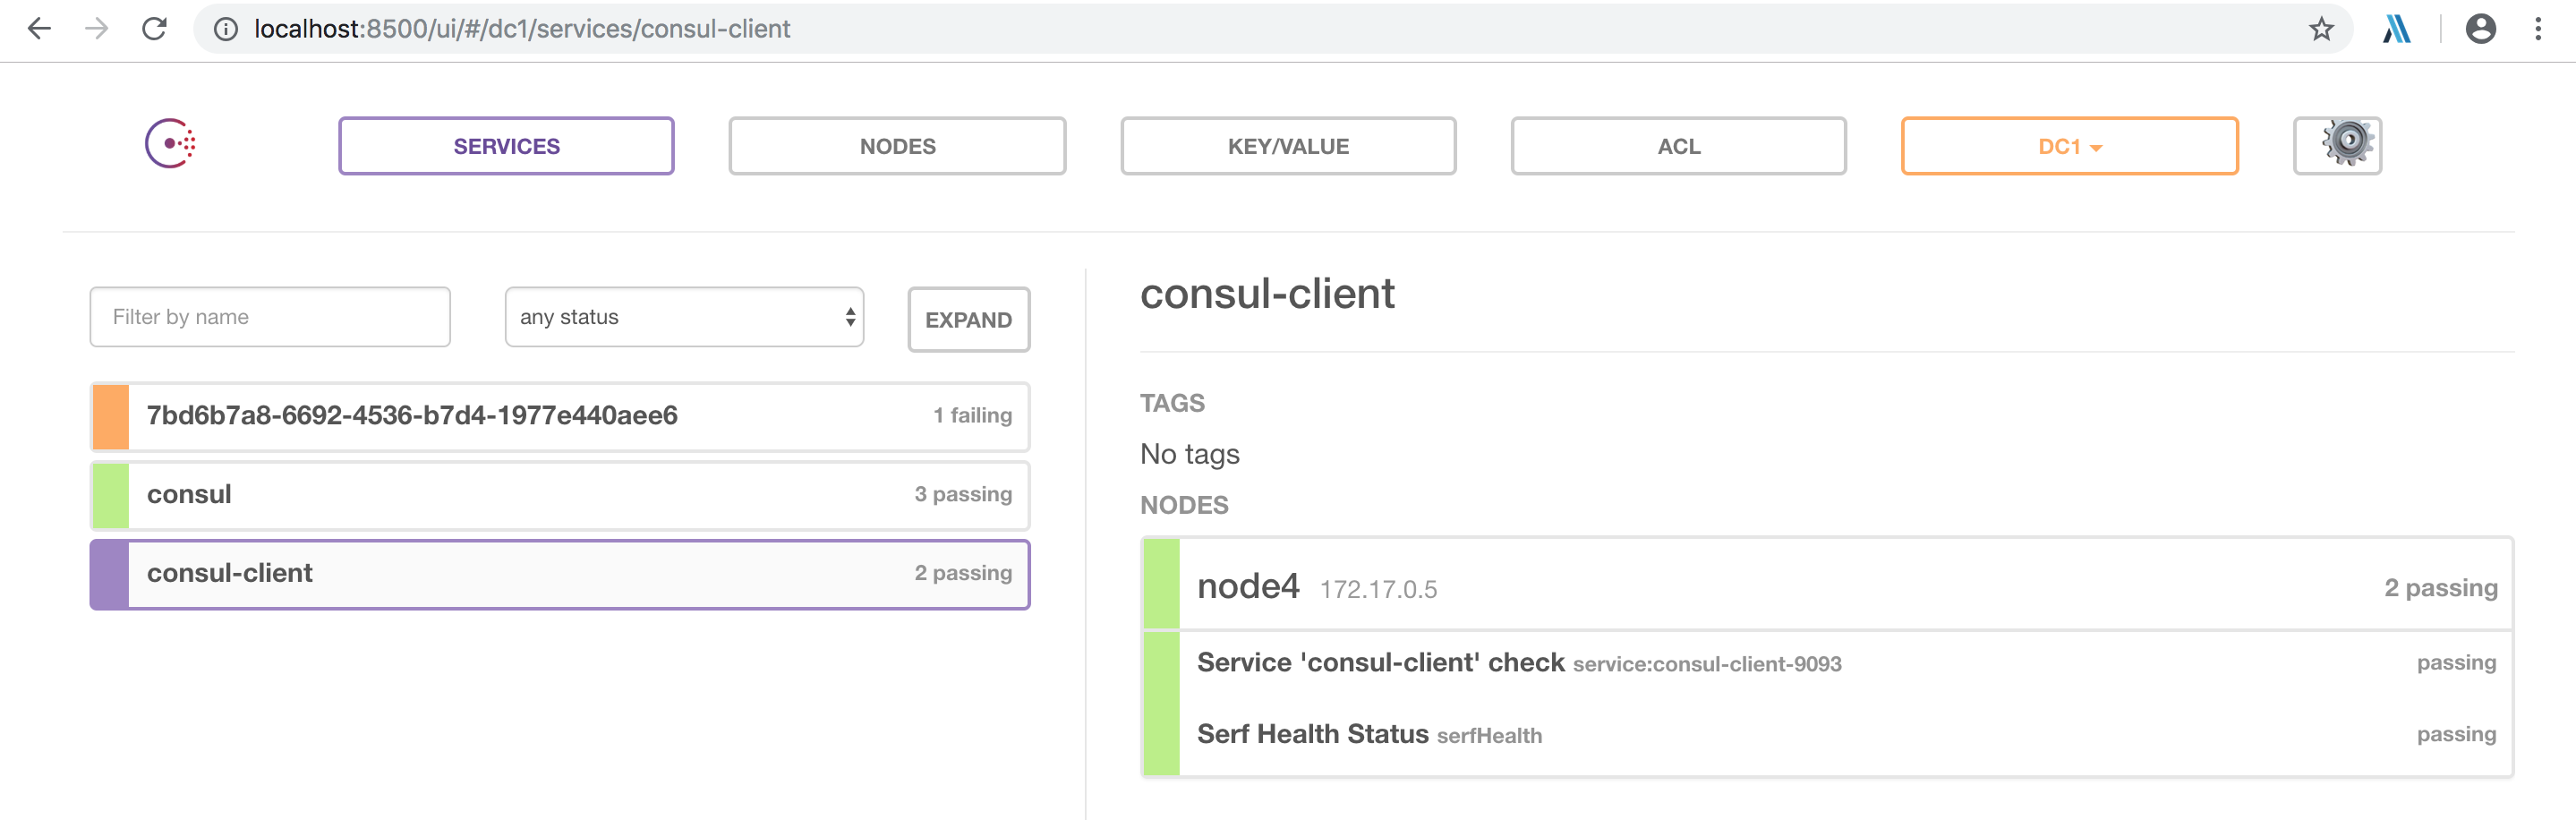 localhost:8500/ui/#/dc1/services/consul-client
SERVICES
NODES
KEY/VALUE
ACL
DC1
Filter by name
any status
EXPAND
7bd6b7a8-6692-4536-b7d4-1977e440aee6 1 failing
consul 3 passing
consul-client 2 passing
consul-client
TAGS
No tags
NODES
node4 172.17.0.5 2 passing
Service 'consul-client' check service:consul-client-9093 passing
Serf Health Status serfHealth passing